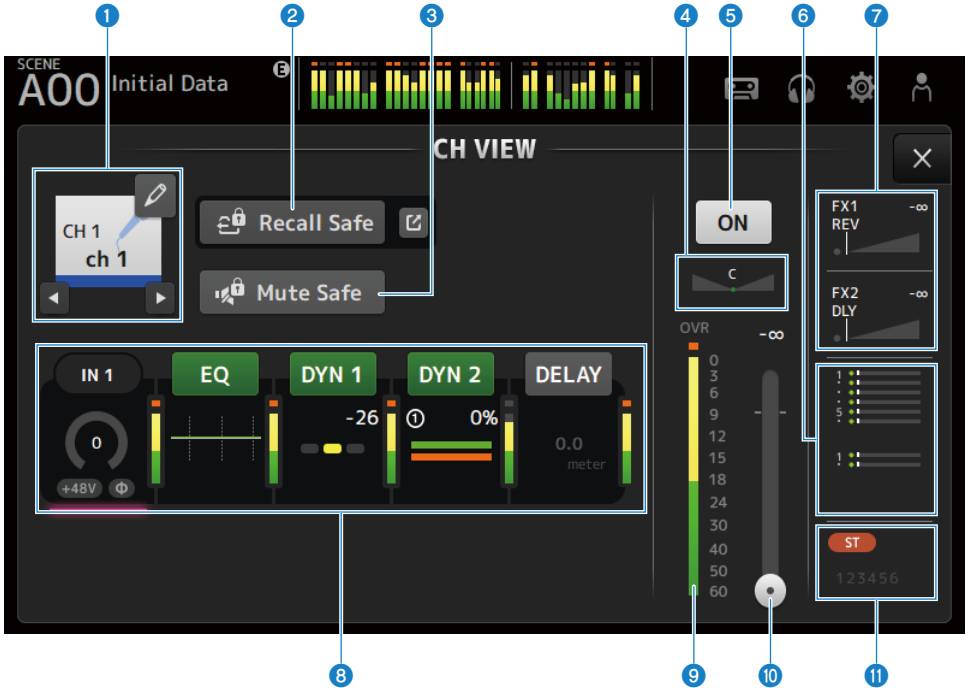 1 2 3 4 5 6 7
SCENE
A00 Initial Data E
CH VIEW
CH 1
ch 1
Recall Safe
Mute Safe
ON
C
OVR
-∞
0
3
6
9
12
15
18
24
30
40
50
60
FX1 -∞
REV
FX2 -∞
DLY
1
5
1
ST
123456
IN 1 EQ DYN 1 DYN 2 DELAY
0
-26
1 0%
0.0
meter
+48V Φ
8 9 10 11